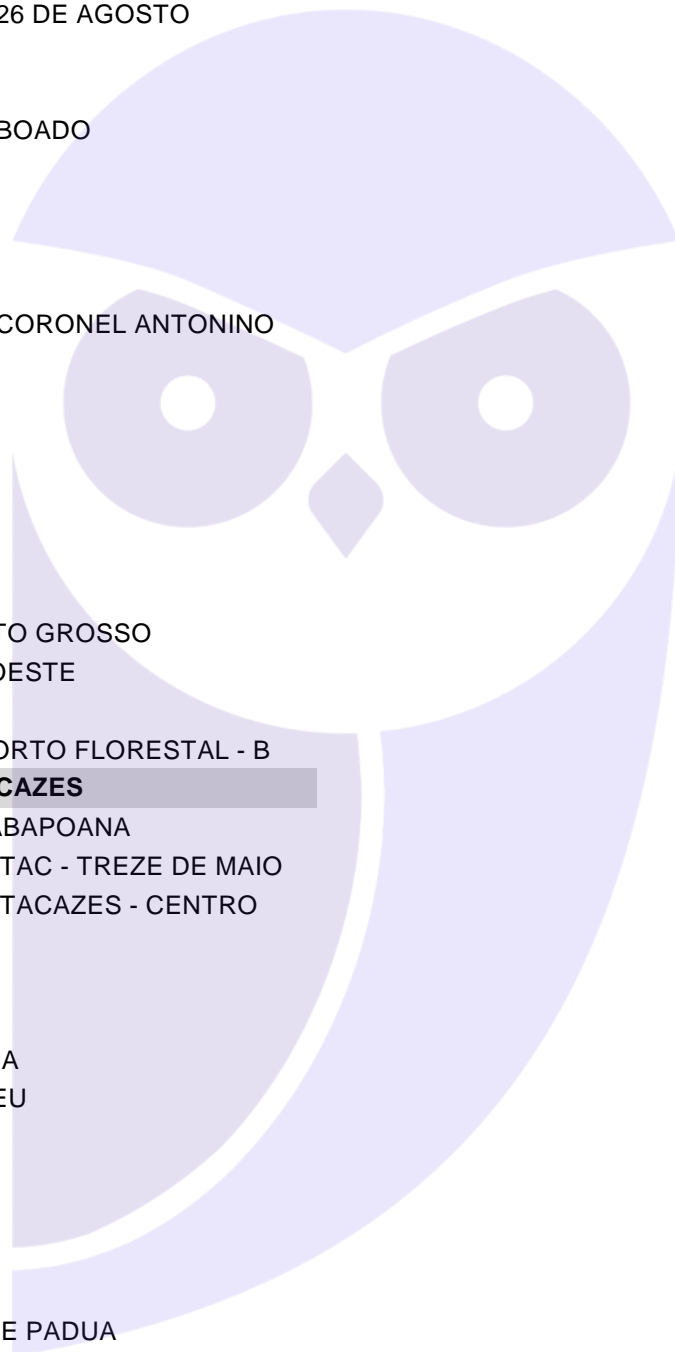 26 DE AGOSTO
BOADO
CORONEL ANTONINO
TO GROSSO
OESTE
ORTO FLORESTAL - B
CAZES
ABAPOANA
TAC - TREZE DE MAIO
TACAZES - CENTRO
A
EU
E PADUA